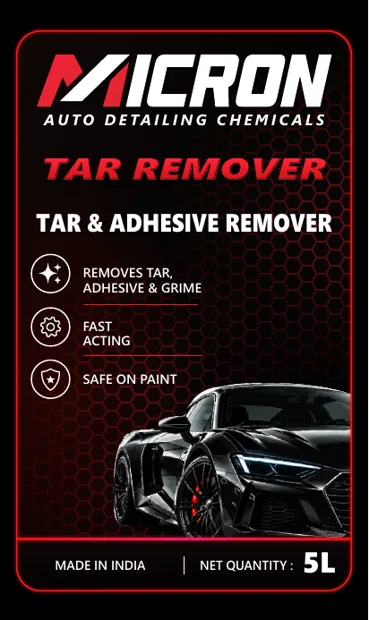 MICRON
AUTO DETAILING CHEMICALS
TAR REMOVER
TAR & ADHESIVE REMOVER
REMOVES TAR,
ADHESIVE & GRIME
FAST
ACTING
SAFE ON PAINT
MADE IN INDIA | NET QUANTITY : 5L